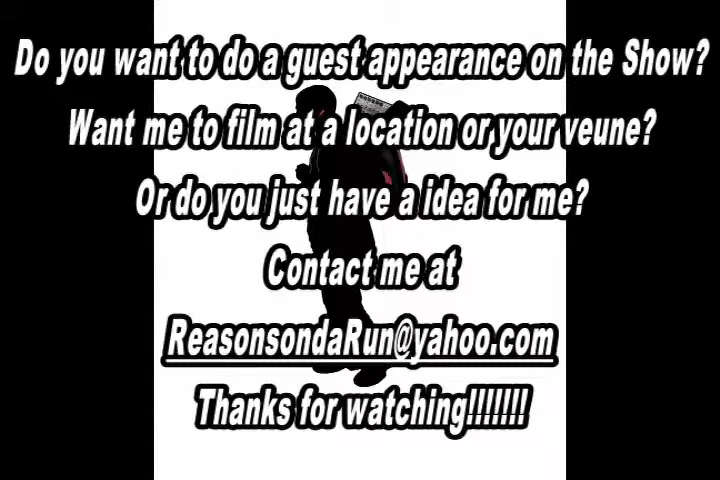 Do you want to do a guest appearance on the Show?
Want me to film at a location or your veune?
Or do you just have a idea for me?
Contact me at
ReasonsondaRun@yahoo.com
Thanks for watching!!!!!!!